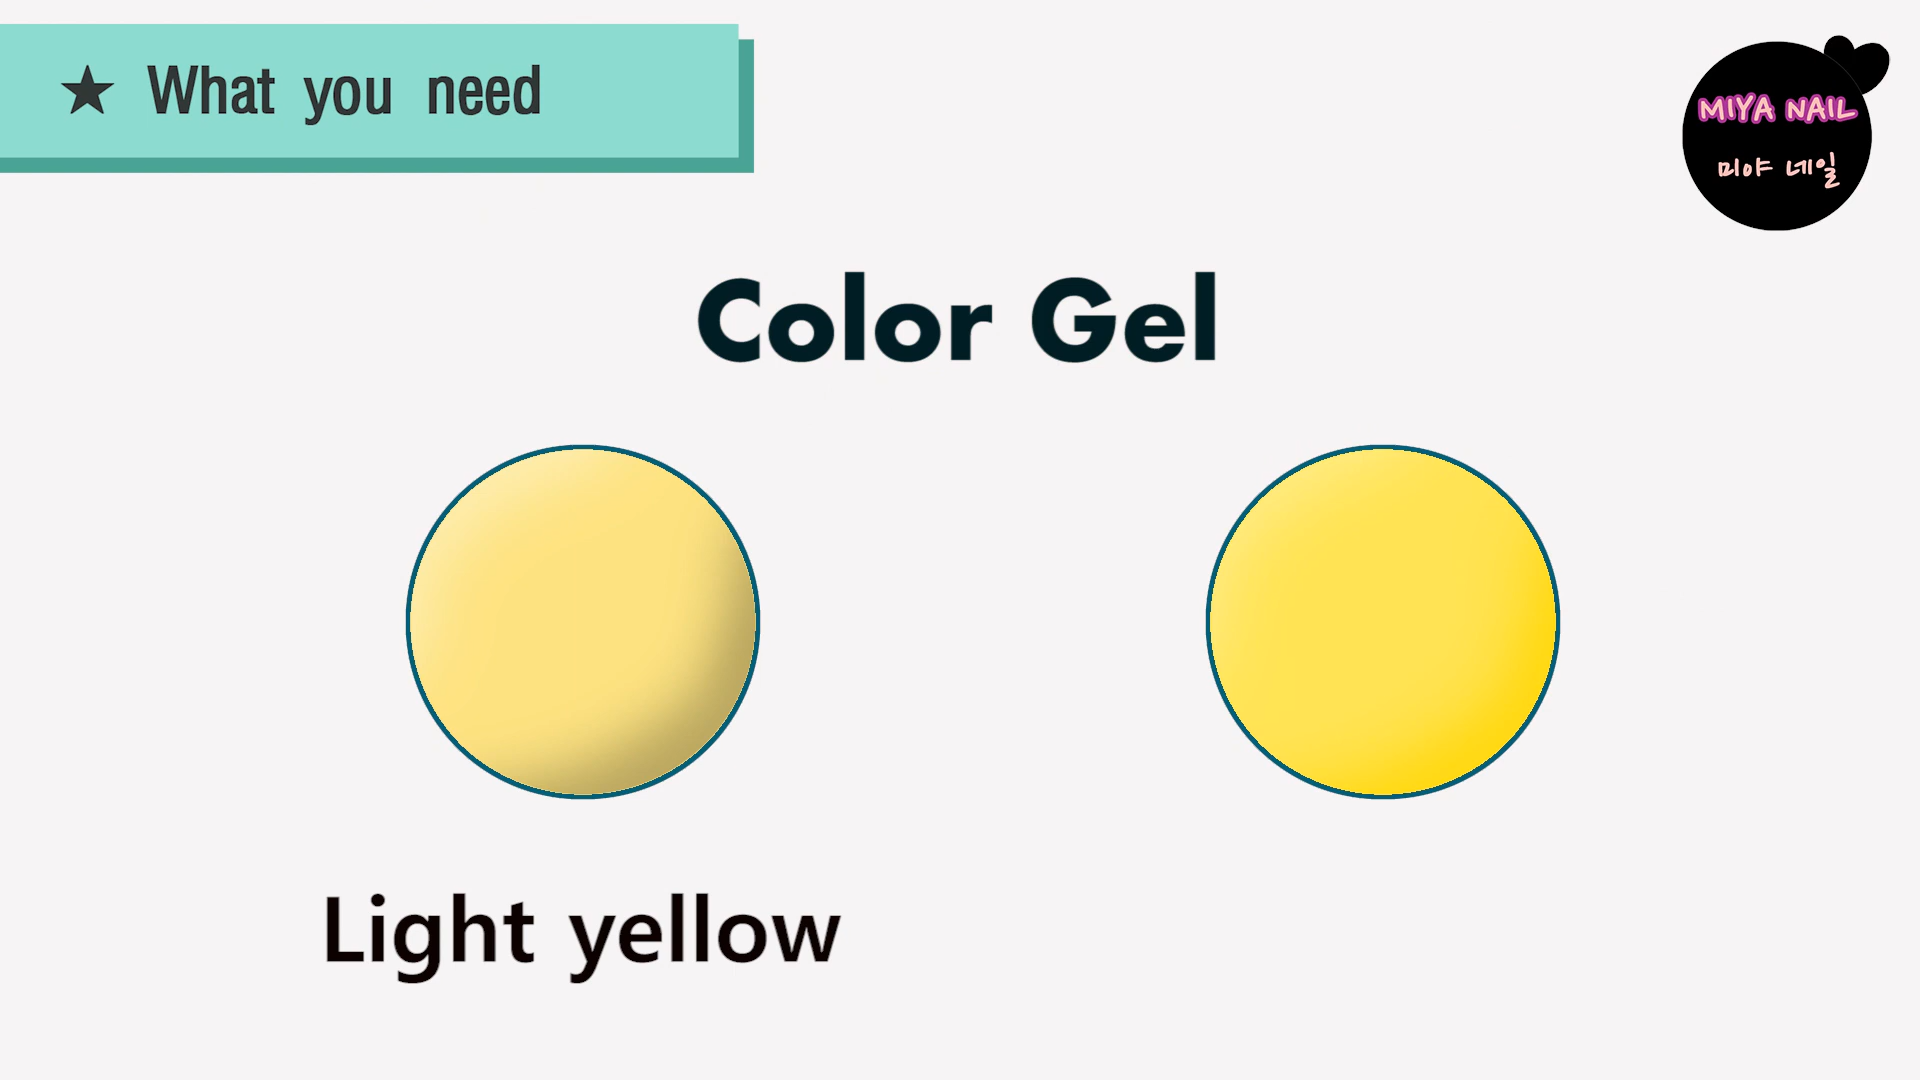 ★ What you need
MIYA NAIL
미야 네일
Color Gel
Light yellow